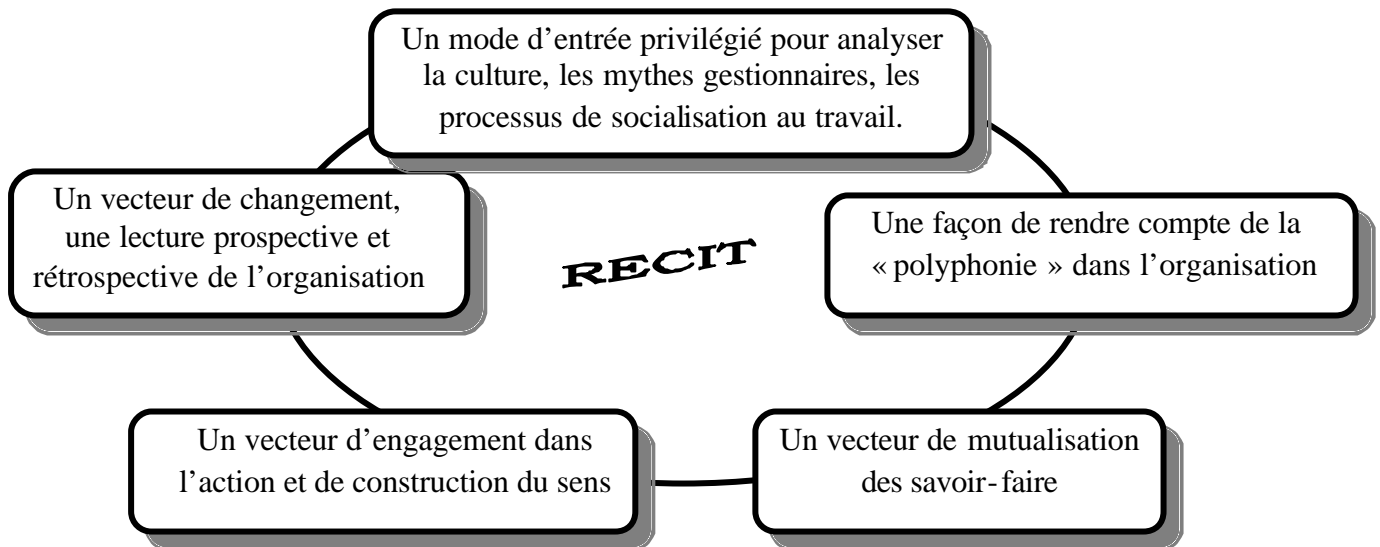 Un mode d’entrée privilégié pour analyser
la culture, les mythes gestionnaires, les
processus de socialisation au travail.
Un vecteur de changement,
une lecture prospective et
rétrospective de l’organisation
RECIT
Une façon de rendre compte de la
« polyphonie » dans l’organisation
Un vecteur d’engagement dans
l’action et de construction du sens
Un vecteur de mutualisation
des savoir-faire